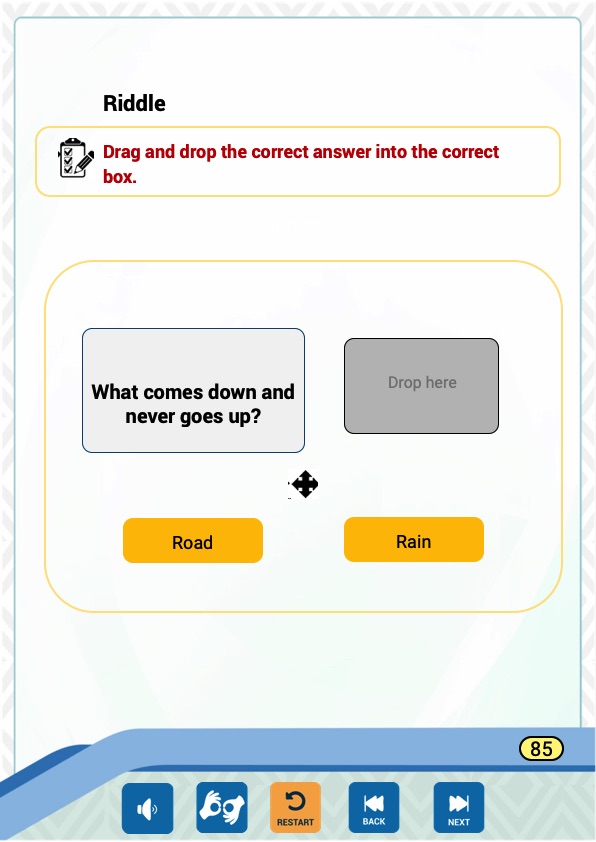 Riddle
Drag and drop the correct answer into the correct
box.
What comes down and
never goes up?
Drop here
Road
Rain
85
RESTART
BACK
NEXT